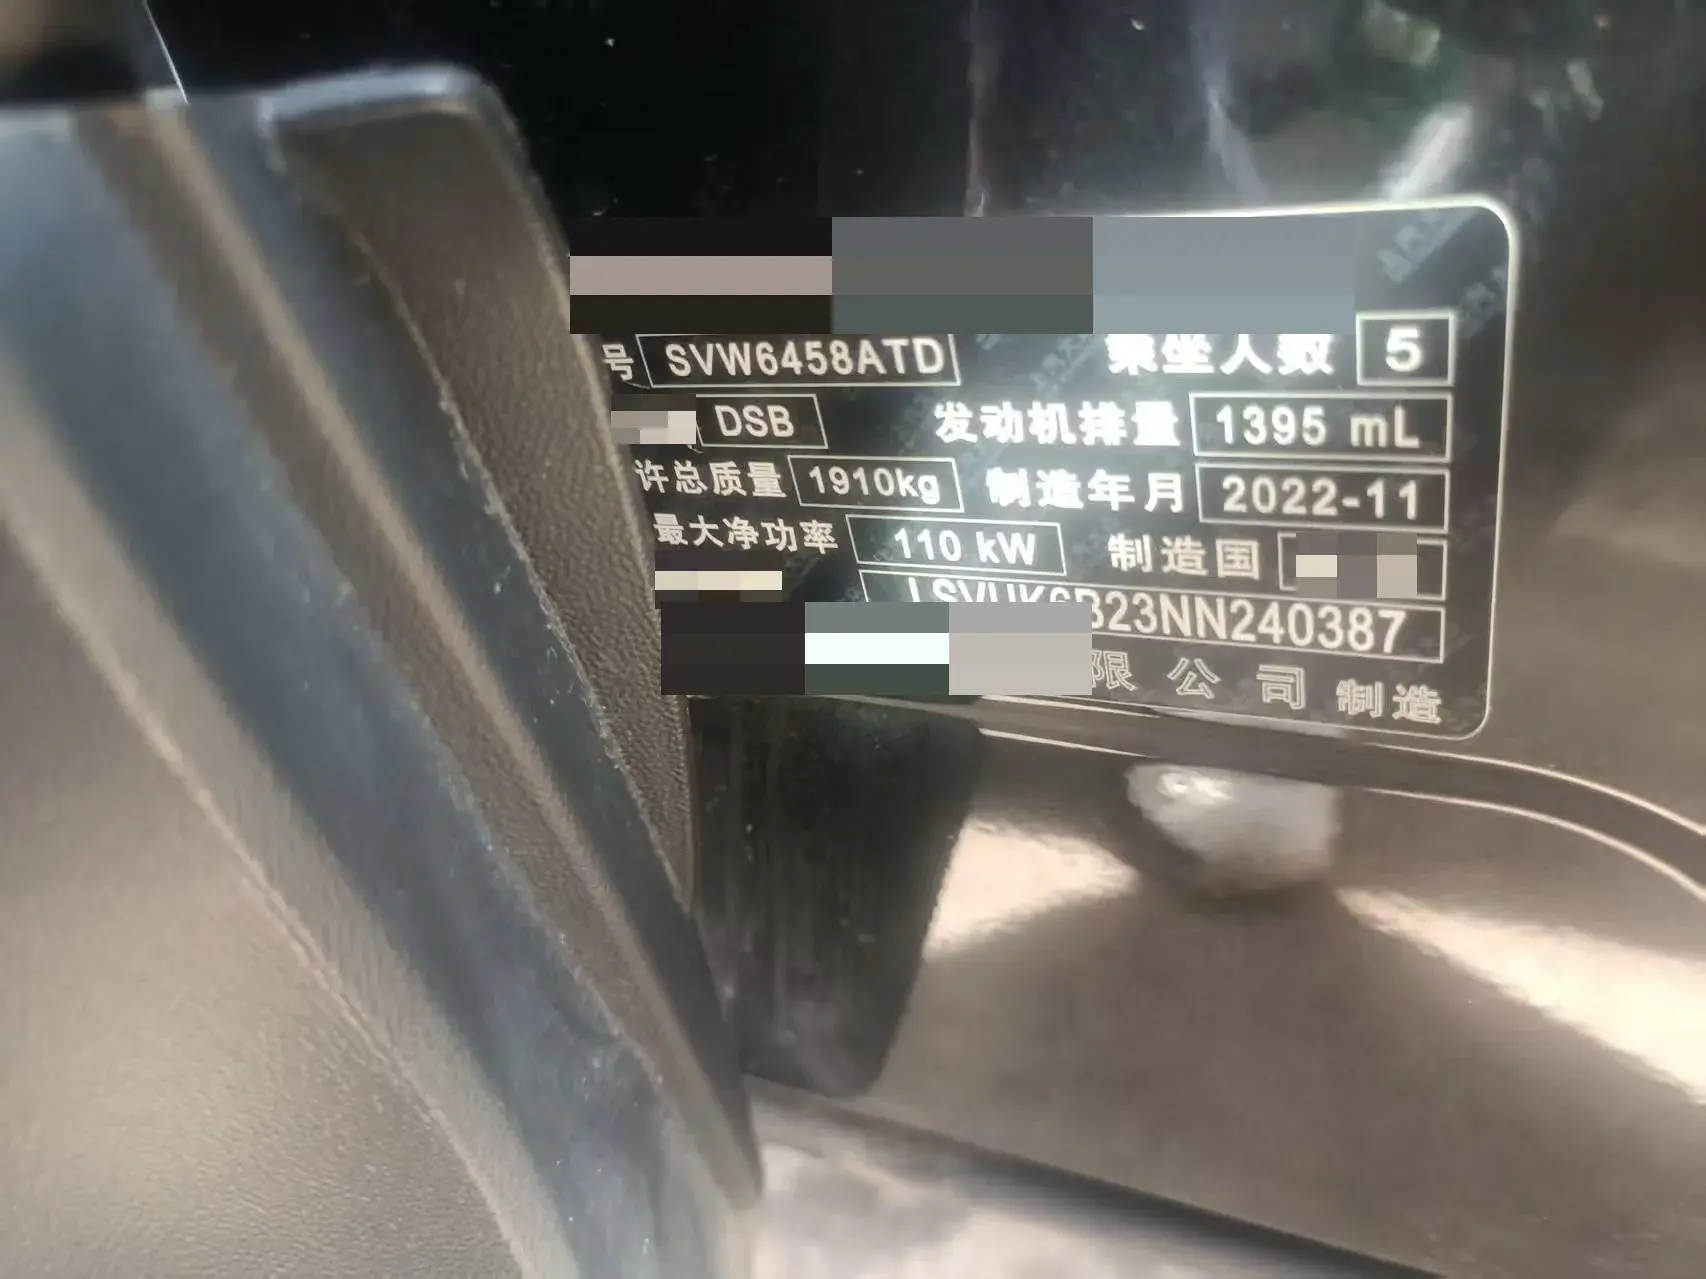 号 SVW6458ATD 乘坐人数 5
DSB 发动机排量 1395 mL
许总质量 1910kg 制造年月 2022-11
最大净功率 110 kW 制造国
23NN240387
限公司制造